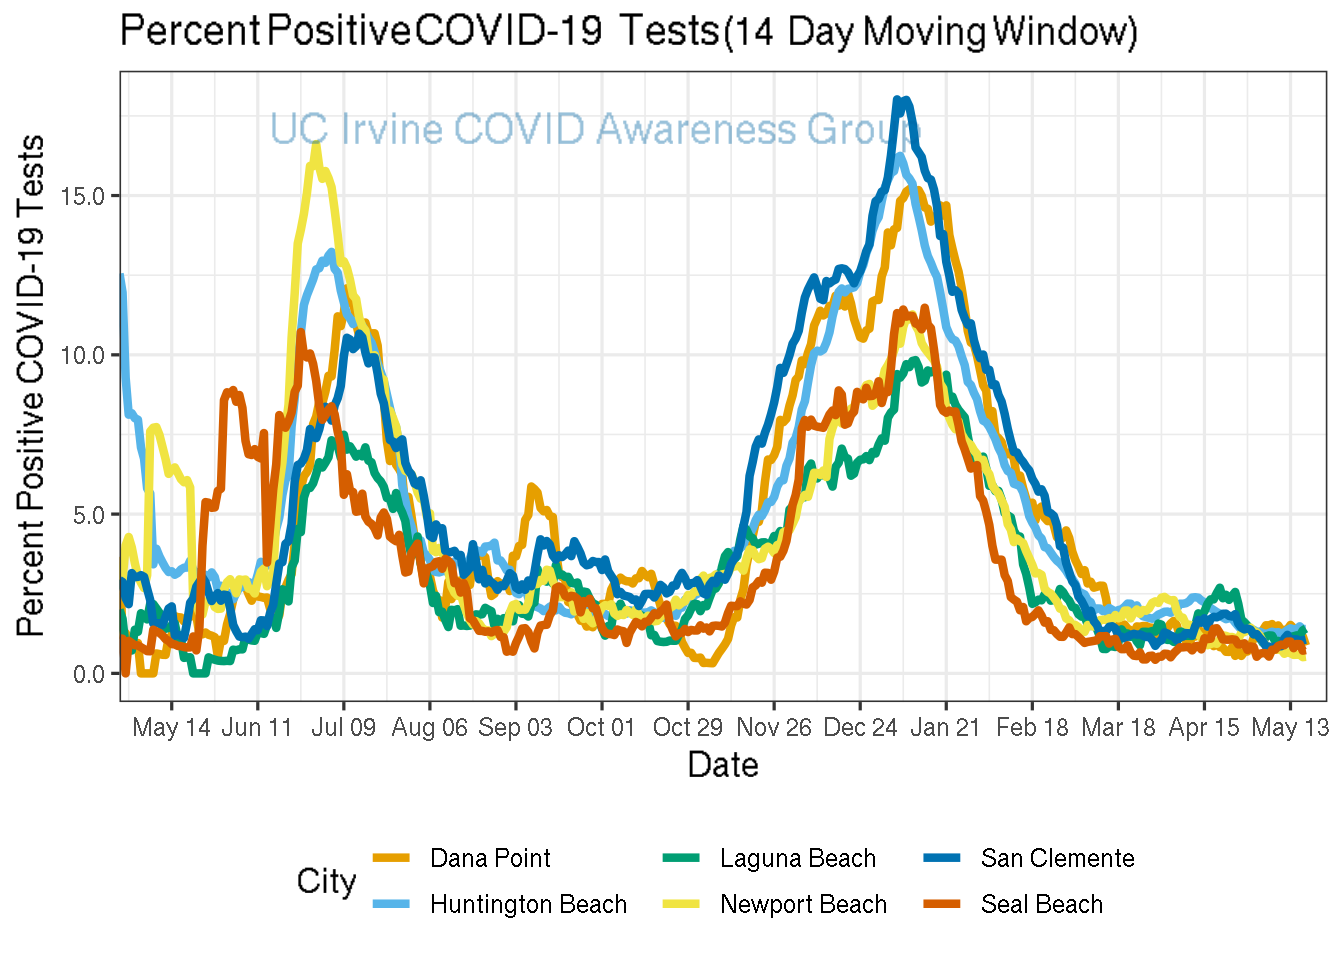 Percent Positive COVID-19 Tests (14 Day Moving Window)
UC Irvine COVID Awareness Group
Percent Positive COVID-19 Tests
15.0
10.0
5.0
0.0
May 14 Jun 11 Jul 09 Aug 06 Sep 03 Oct 01 Oct 29 Nov 26 Dec 24 Jan 21 Feb 18 Mar 18 Apr 15 May 13
Date
City
Dana Point Laguna Beach San Clemente
Huntington Beach Newport Beach Seal Beach